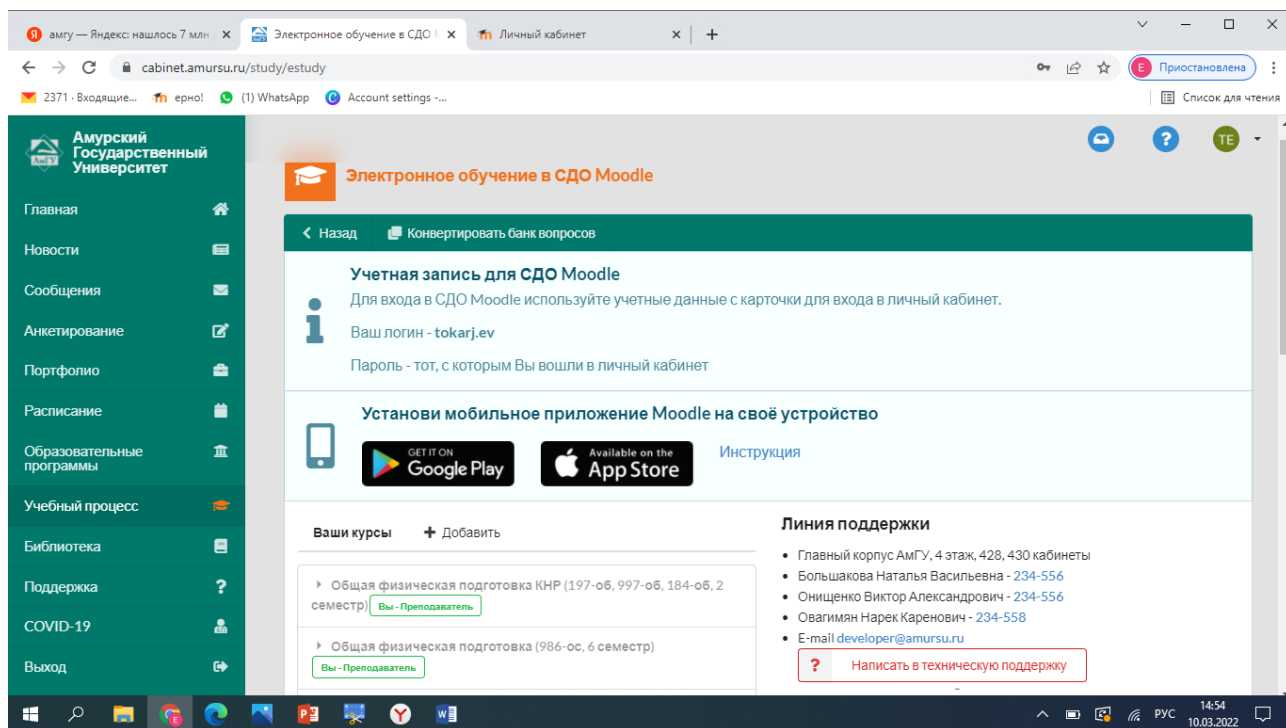 амгу — Яндекс: нашлось 7 млн
Электронное обучение в СДО
Личный кабинет
cabinet.amursu.ru/study/estudy
E Приостановлена
2371 · Входящие...
ерно!
(1) WhatsApp
Account settings -...
Список для чтения
Амурский
Государственный
Университет
АмГУ
TE
Главная
Новости
Сообщения
Анкетирование
Портфолио
Расписание
Образовательные
программы
Учебный процесс
Библиотека
Поддержка
COVID-19
Выход
Электронное обучение в СДО Moodle
Назад
Конвертировать банк вопросов
Учетная запись для СДО Moodle
Для входа в СДО Moodle используйте учетные данные с карточки для входа в личный кабинет.
Ваш логин - tokarj.ev
Пароль - тот, с которым Вы вошли в личный кабинет
Установи мобильное приложение Moodle на своё устройство
GET IT ON
Google Play
Available on the
App Store
Инструкция
Ваши курсы
+ Добавить
Общая физическая подготовка КНР (197-об, 997-об, 184-об, 2
семестр) Вы - Преподаватель
Общая физическая подготовка (986-ос, 6 семестр)
Вы - Преподаватель
Линия поддержки
• Главный корпус АмГУ, 4 этаж, 428, 430 кабинеты
• Большакова Наталья Васильевна - 234-556
• Онищенко Виктор Александрович - 234-556
• Овагимян Нарек Каренович - 234-558
• E-mail developer@amursu.ru
? Написать в техническую поддержку
РУС
14:54
10.03.2022